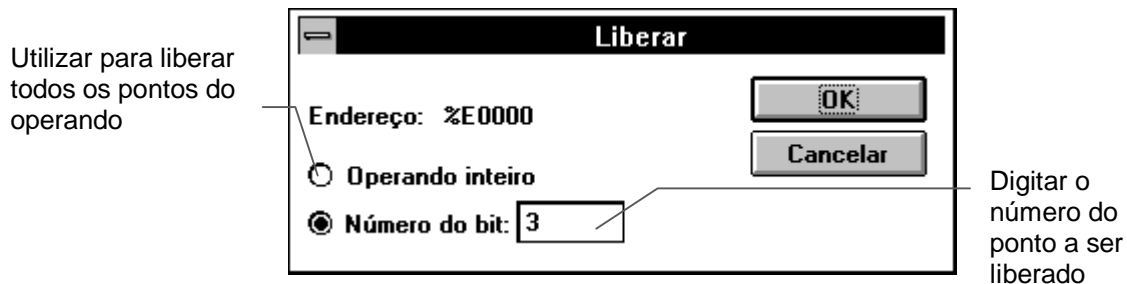 Utilizar para liberar
todos os pontos do
operando
Liberar
Endereço: %E0000
OK
Cancelar
Operando inteiro
Número do bit: 3
Digitar o
número do
ponto a ser
liberado